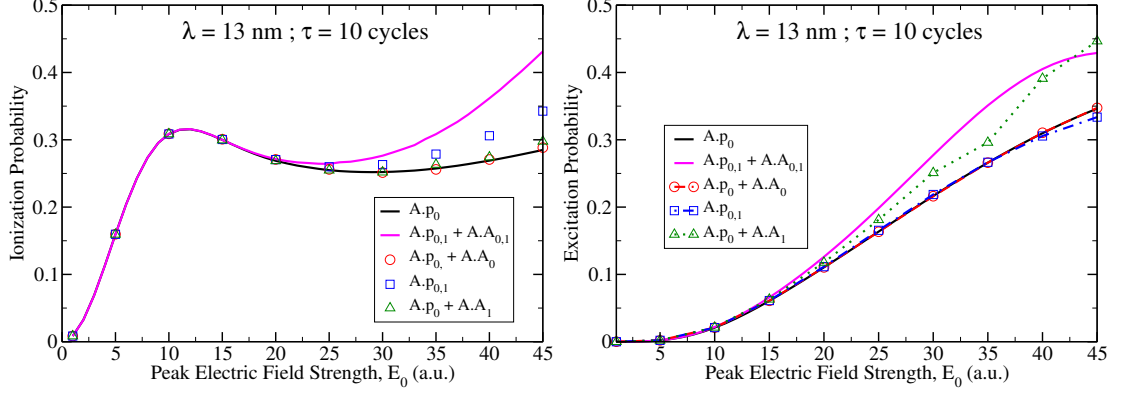 λ = 13 nm ; τ = 10 cycles
Ionization Probability
0.5
0.4
0.3
0.2
0.1
0
0 5 10 15 20 25 30 35 40 45
Peak Electric Field Strength, E₀ (a.u.)
A.p₀
A.p₀,₁ + A.A₀,₁
A.p₀, + A.A₀
A.p₀,₁
A.p₀ + A.A₁
λ = 13 nm ; τ = 10 cycles
Excitation Probability
0.5
0.4
0.3
0.2
0.1
0
5 10 15 20 25 30 35 40 45
Peak Electric Field Strength, E₀ (a.u.)
A.p₀
A.p₀,₁ + A.A₀,₁
A.p₀ + A.A₀
A.p₀,₁
A.p₀ + A.A₁